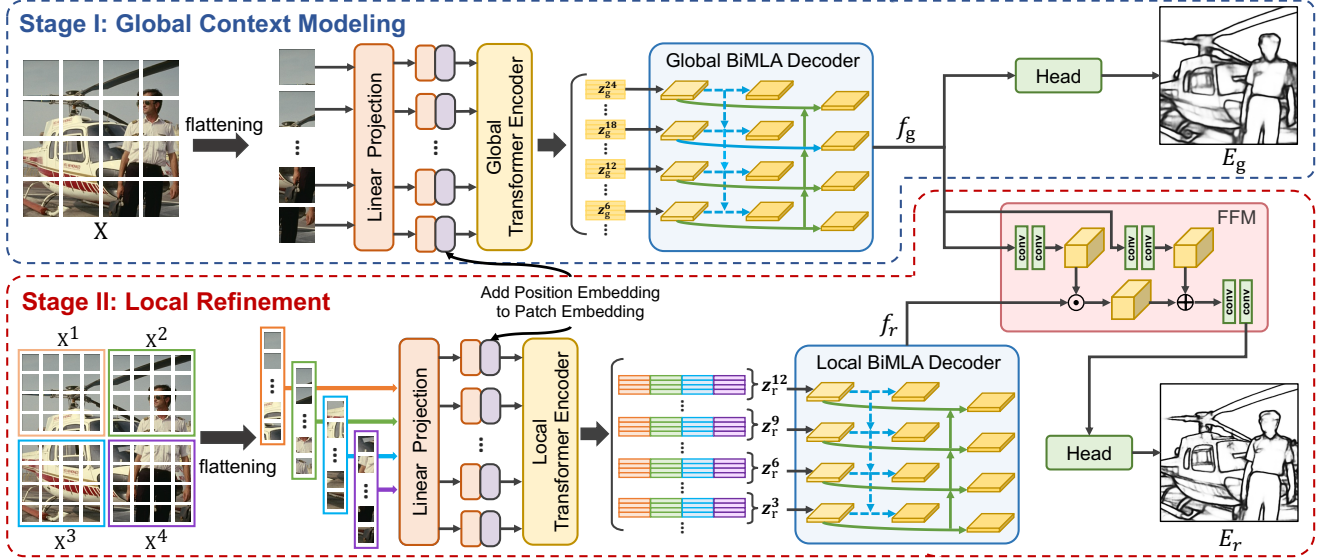 Stage I: Global Context Modeling
X
flattening
...
Linear Projection
...
Global
Transformer Encoder
z_g^24
...
z_g^18
...
z_g^12
...
z_g^6
...
Global BiMLA Decoder
f_g
Head
E_g
FFM
conv
conv
conv
conv
conv
conv
Add Position Embedding
to Patch Embedding
Stage II: Local Refinement
X^1
X^2
X^3
X^4
flattening
...
...
...
...
Linear Projection
...
Local
Transformer Encoder
z_r^12
...
z_r^9
...
z_r^6
...
z_r^3
...
Local BiMLA Decoder
f_r
Head
E_r